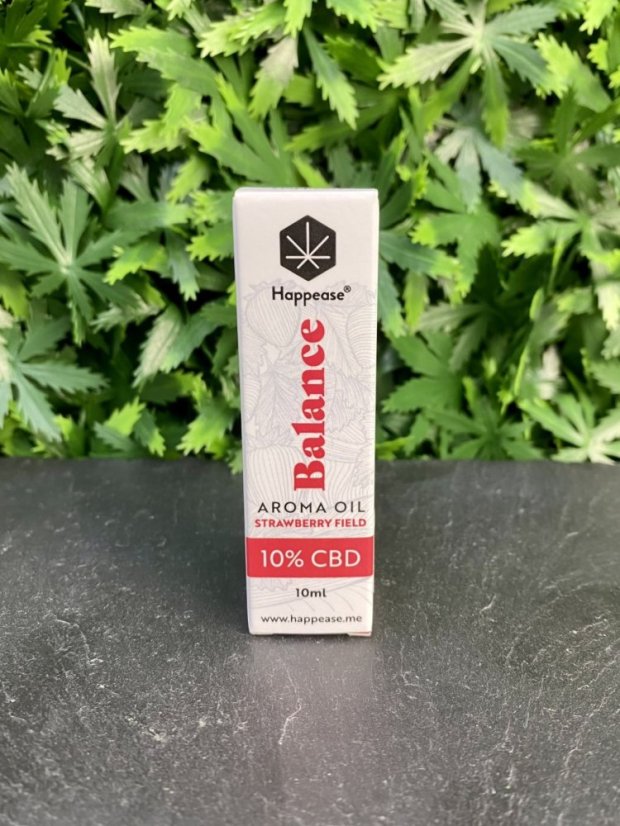 Happease®
Balance
AROMA OIL
STRAWBERRY FIELD
10% CBD
10ml
www.happease.me